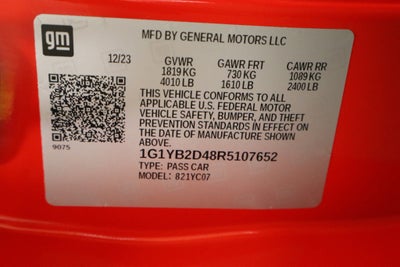 gm
MFD BY GENERAL MOTORS LLC
12/23 GVWR GAWR FRT CAWR RR
1819 KG 730 KG 1089 KG
4010 LB 1610 LB 2400 LB
THIS VEHICLE CONFORMS TO ALL
APPLICABLE U.S. FEDERAL MOTOR
VEHICLE SAFETY, BUMPER, AND THEFT
PREVENTION STANDARDS IN EFFECT ON
THE DATE OF MANUFACTURE SHOWN
ABOVE.
9075
1G1YB2D48R5107652
TYPE: PASS CAR
MODEL: 821YC07